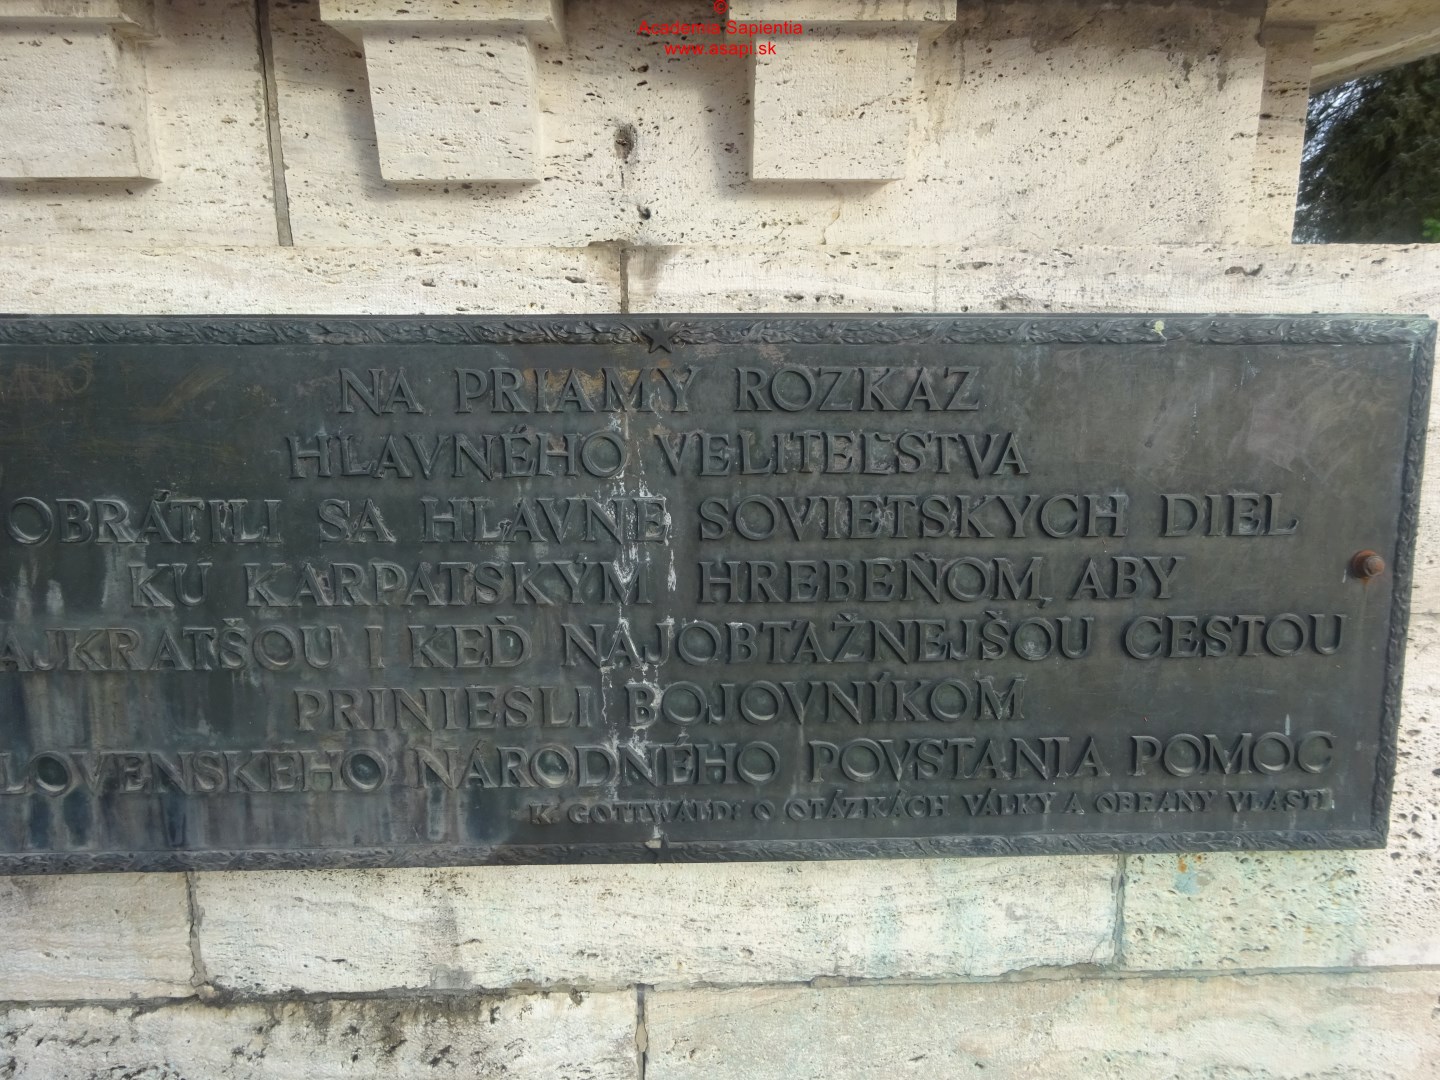 ©
Academia Sapientia
www.asapi.sk
NA PRIAMY ROZKAZ
HLAVNÉHO VELITEĽSTVA
OBRÁTILI SA HLAVNE SOVIETSKYCH DIEL
KU KARPATSKÝM HREBEŇOM, ABY
AJKRATŠOU I KEĎ NAJOBŤAŽNEJŠOU CESTOU
PRINIESLI BOJOVNÍKOM
LOVENSKÉHO NÁRODNÉHO POVSTANIA POMOC
K. GOTTWALD: O OTÁZKÁCH VÁLKY A OBRANY VLASTI.